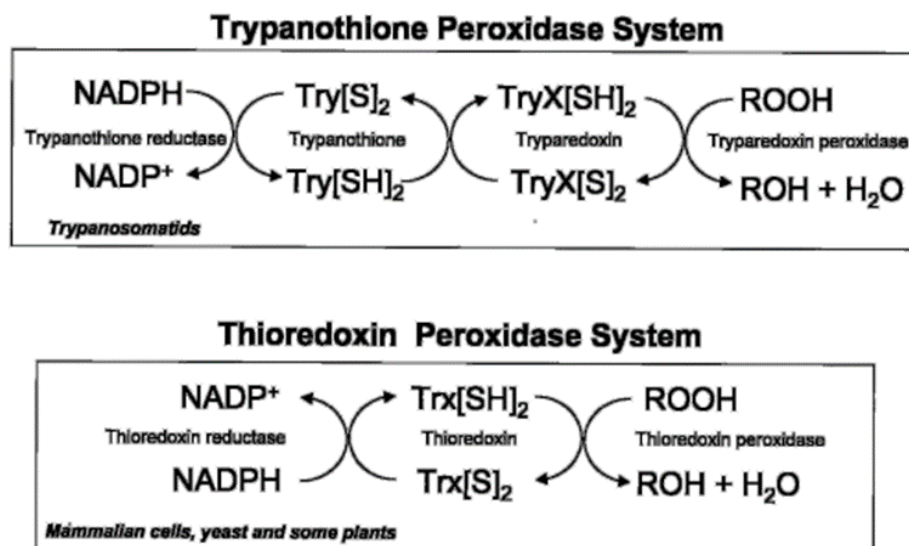 Trypanothione Peroxidase System
NADPH Try[S]₂ TryX[SH]₂ ROOH
Trypanothione reductase Trypanothione Tryparedoxin Tryparedoxin peroxidase
NADP⁺ Try[SH]₂ TryX[S]₂ ROH + H₂O
Trypanosomatids
Thioredoxin Peroxidase System
NADP⁺ Trx[SH]₂ ROOH
Thioredoxin reductase Thioredoxin Thioredoxin peroxidase
NADPH Trx[S]₂ ROH + H₂O
Mammalian cells, yeast and some plants